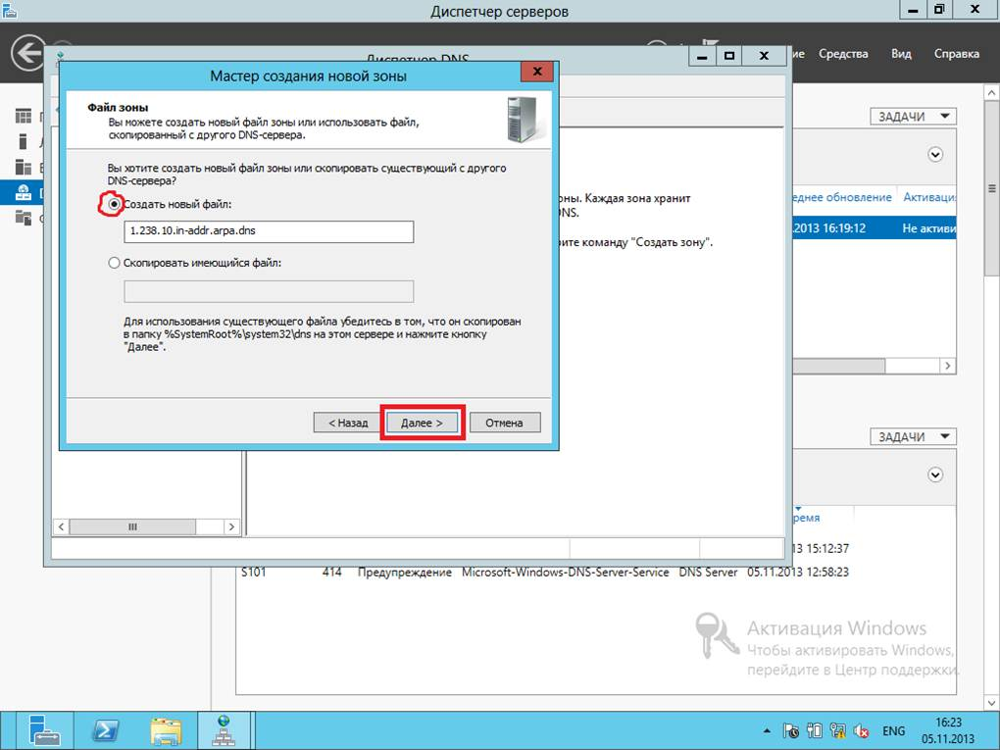 Диспетчер серверов
Средства Вид Справка
Диспетчер DNS
Мастер создания новой зоны
Файл зоны
Вы можете создать новый файл зоны или использовать файл,
скопированный с другого DNS-сервера.
Вы хотите создать новый файл зоны или скопировать существующий с другого
DNS-сервера?
Создать новый файл:
1.238.10.in-addr.arpa.dns
Скопировать имеющийся файл:
Для использования существующего файла убедитесь в том, что он скопирован
в папку %SystemRoot%\system32\dns на этом сервере и нажмите кнопку
"Далее".
< Назад Далее > Отмена
Каждая зона хранит
команду "Создать зону".
ЗАДАЧИ
обновление Активация
.2013 16:19:12 Не активи
ЗАДАЧИ
13 15:12:37
S101 414 Предупреждение Microsoft-Windows-DNS-Server-Service DNS Server 05.11.2013 12:58:23
Активация Windows
Чтобы активировать Windows,
перейдите в Центр поддержки.
ENG
16:23
05.11.2013